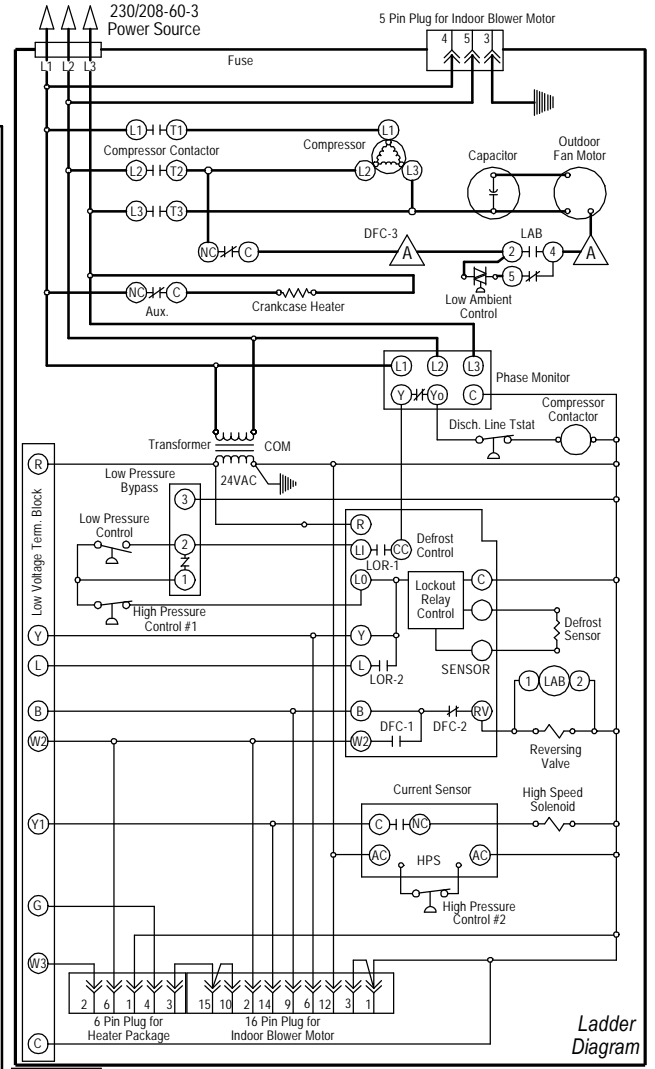 230/208-60-3
Power Source
5 Pin Plug for Indoor Blower Motor
4 5 3
Fuse
L1 L2 L3
L1 T1
L1
Compressor Contactor
Compressor
Capacitor
Outdoor
Fan Motor
L2 T2
L2 L3
L3 T3
DFC-3
LAB
NC C
A
2 4
A
5
Low Ambient
Control
NC C
Aux.
Crankcase Heater
L1 L2 L3
Phase Monitor
Y Yo C
Compressor
Contactor
Disch. Line Tstat
Transformer
COM
24VAC
Low Voltage Term. Block
R
Low Pressure
Bypass
3
Low Pressure
Control
2
1
R
Defrost
Control
LI CC
LOR-1
LO
Lockout
Relay
Control
C
High Pressure
Control #1
Defrost
Sensor
Y
Y
L
L
LOR-2
SENSOR
1 LAB 2
B
B
RV
DFC-1 DFC-2
W2
W2
Reversing
Valve
Current Sensor
High Speed
Solenoid
Y1
C NC
AC HPS AC
High Pressure
Control #2
G
W3
2 6 1 4 3 15 10 2 14 9 6 12 3 1
6 Pin Plug for
Heater Package
16 Pin Plug for
Indoor Blower Motor
C
Ladder
Diagram